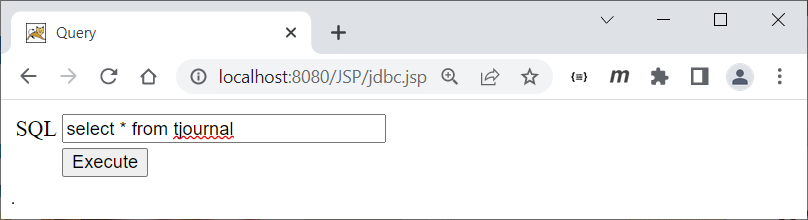 Query
localhost:8080/JSP/jdbc.jsp
m
SQL select * from tjournal
Execute
.